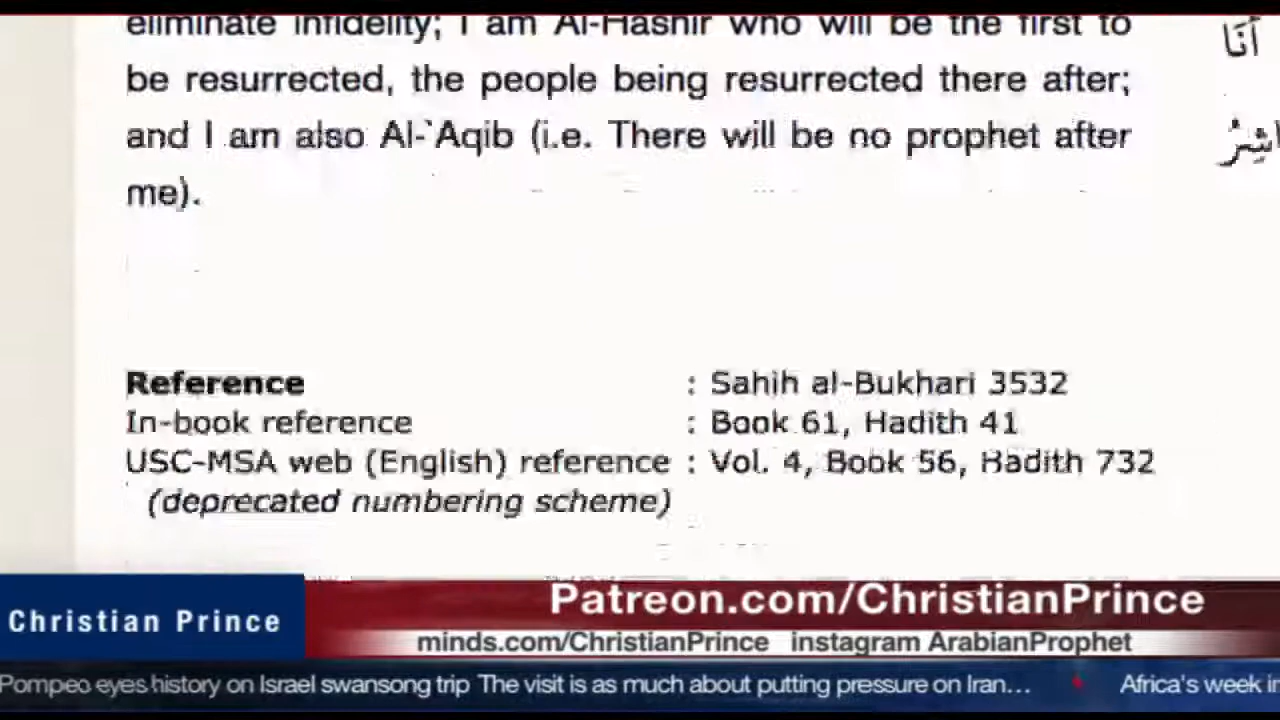 eliminate infidelity; I am Al-Hashir who will be the first to
be resurrected, the people being resurrected there after;
and I am also Al-`Aqib (i.e. There will be no prophet after
me).
أَنَا
Reference : Sahih al-Bukhari 3532
In-book reference : Book 61, Hadith 41
USC-MSA web (English) reference : Vol. 4, Book 56, Hadith 732
(deprecated numbering scheme)
Christian Prince
Patreon.com/ChristianPrince
minds.com/ChristianPrince instagram ArabianProphet
Pompeo eyes history on Israel swansong trip The visit is as much about putting pressure on Iran... Africa's week in